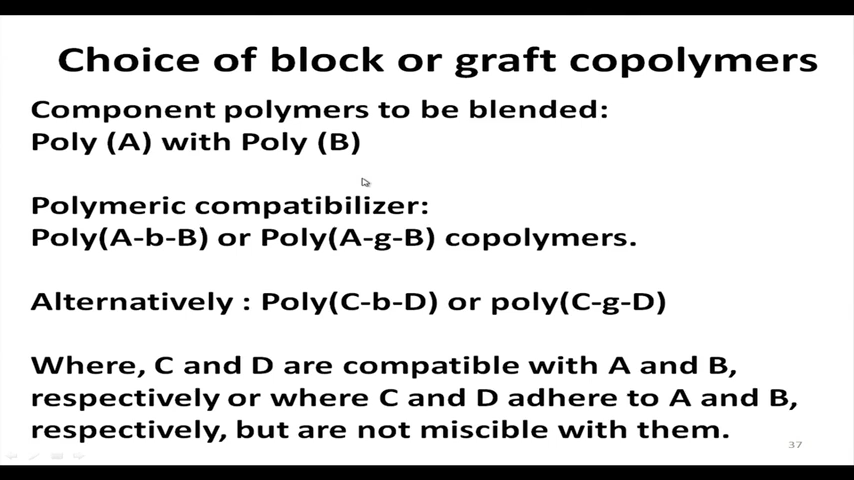 Choice of block or graft copolymers
Component polymers to be blended:
Poly (A) with Poly (B)
Polymeric compatibilizer:
Poly(A-b-B) or Poly(A-g-B) copolymers.
Alternatively : Poly(C-b-D) or poly(C-g-D)
Where, C and D are compatible with A and B,
respectively or where C and D adhere to A and B,
respectively, but are not miscible with them.
37